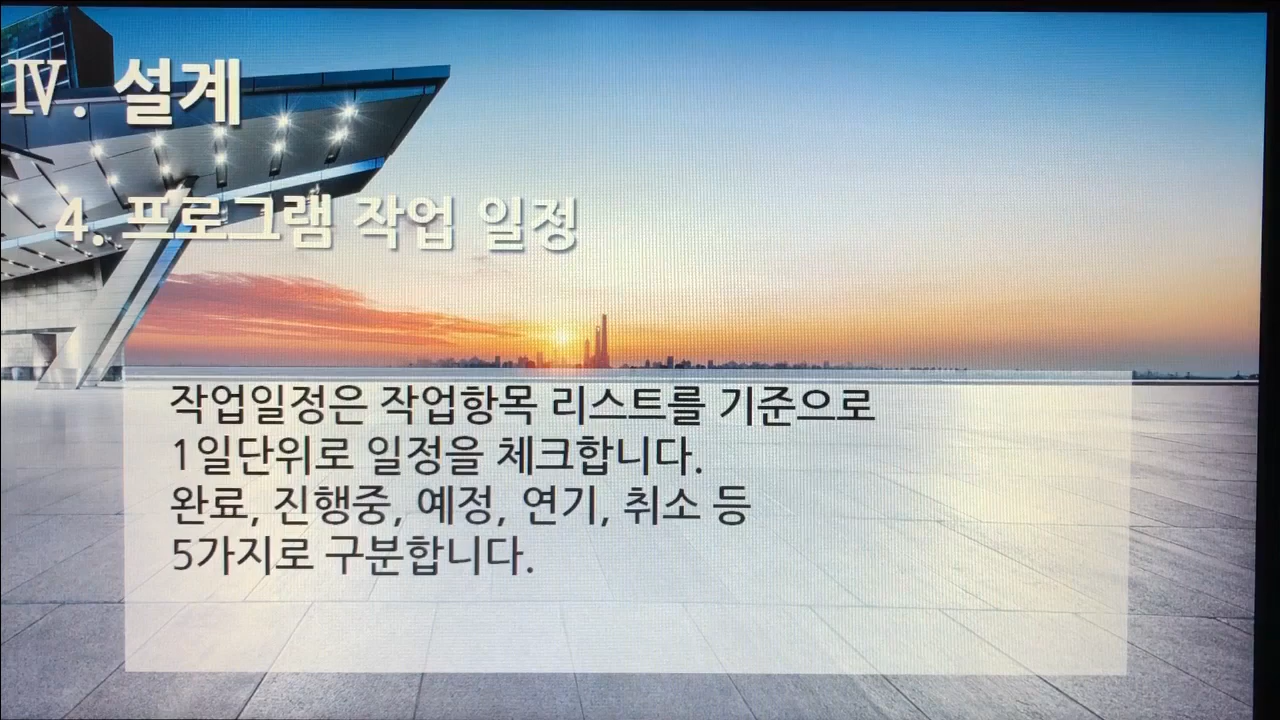 Ⅳ. 설계
4. 프로그램 작업 일정
작업일정은 작업항목 리스트를 기준으로
1일단위로 일정을 체크합니다.
완료, 진행중, 예정, 연기, 취소 등
5가지로 구분합니다.